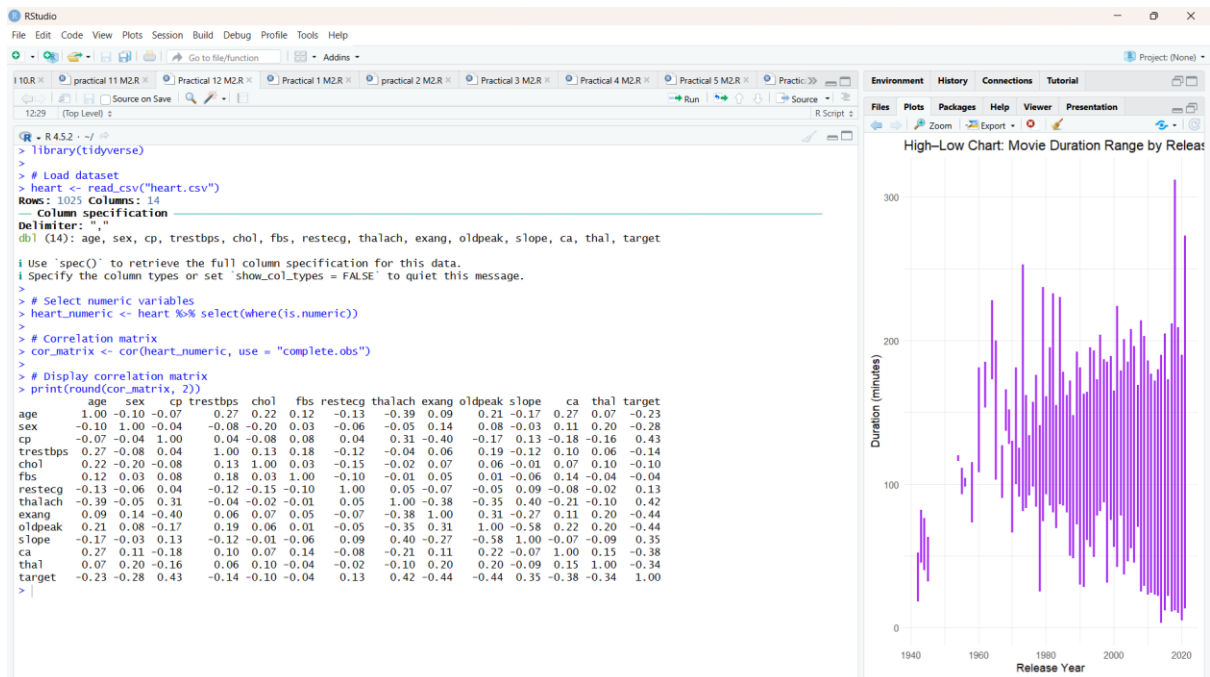 RStudio
File Edit Code View Plots Session Build Debug Profile Tools Help
Go to file/function Addins Project: (None)
l 10.R practical 11 M2.R Practical 12 M2.R Practical 1 M2.R practical 2 M2.R Practical 3 M2.R Practical 4 M2.R Practical 5 M2.R Practic
Source on Save Run Source
12:29 (Top Level) R Script
R 4.5.2 · ~/
> library(tidyverse)
>
> # Load dataset
> heart <- read_csv("heart.csv")
Rows: 1025 Columns: 14
── Column specification ──
Delimiter: ","
dbl (14): age, sex, cp, trestbps, chol, fbs, restecg, thalach, exang, oldpeak, slope, ca, thal, target
ℹ Use `spec()` to retrieve the full column specification for this data.
ℹ Specify the column types or set `show_col_types = FALSE` to quiet this message.
>
> # Select numeric variables
> heart_numeric <- heart %>% select(where(is.numeric))
>
> # Correlation matrix
> cor_matrix <- cor(heart_numeric, use = "complete.obs")
>
> # Display correlation matrix
> print(round(cor_matrix, 2))
age sex cp trestbps chol fbs restecg thalach exang oldpeak slope ca thal target
age 1.00 -0.10 -0.07 0.27 0.22 0.12 -0.13 -0.39 0.09 0.21 -0.17 0.27 0.07 -0.23
sex -0.10 1.00 -0.04 -0.08 -0.20 0.03 -0.06 -0.05 0.14 0.08 -0.03 0.11 0.20 -0.28
cp -0.07 -0.04 1.00 0.04 -0.08 0.08 0.04 0.31 -0.40 -0.17 0.13 -0.18 -0.16 0.43
trestbps 0.27 -0.08 0.04 1.00 0.13 0.18 -0.12 -0.04 0.06 0.19 -0.12 0.10 0.06 -0.14
chol 0.22 -0.20 -0.08 0.13 1.00 0.03 -0.15 -0.02 0.07 0.06 -0.01 0.07 0.10 -0.10
fbs 0.12 0.03 0.08 0.18 0.03 1.00 -0.10 -0.01 0.05 0.01 -0.06 0.14 -0.04 -0.04
restecg -0.13 -0.06 0.04 -0.12 -0.15 -0.10 1.00 0.05 -0.07 -0.05 0.09 -0.08 -0.02 0.13
thalach -0.39 -0.05 0.31 -0.04 -0.02 -0.01 0.05 1.00 -0.38 -0.35 0.40 -0.21 -0.10 0.42
exang 0.09 0.14 -0.40 0.06 0.07 0.05 -0.07 -0.38 1.00 0.31 -0.27 0.11 0.20 -0.44
oldpeak 0.21 0.08 -0.17 0.19 0.06 0.01 -0.05 -0.35 0.31 1.00 -0.58 0.22 0.20 -0.44
slope -0.17 -0.03 0.13 -0.12 -0.01 -0.06 0.09 0.40 -0.27 -0.58 1.00 -0.07 -0.09 0.35
ca 0.27 0.11 -0.18 0.10 0.07 0.14 -0.08 -0.21 0.11 0.22 -0.07 1.00 0.15 -0.38
thal 0.07 0.20 -0.16 0.06 0.10 -0.04 -0.02 -0.10 0.20 0.20 -0.09 0.15 1.00 -0.34
target -0.23 -0.28 0.43 -0.14 -0.10 -0.04 0.13 0.42 -0.44 -0.44 0.35 -0.38 -0.34 1.00
>
Environment History Connections Tutorial
Files Plots Packages Help Viewer Presentation
Zoom Export
High–Low Chart: Movie Duration Range by Releas
Duration (minutes)
300
200
100
0
1940 1960 1980 2000 2020
Release Year